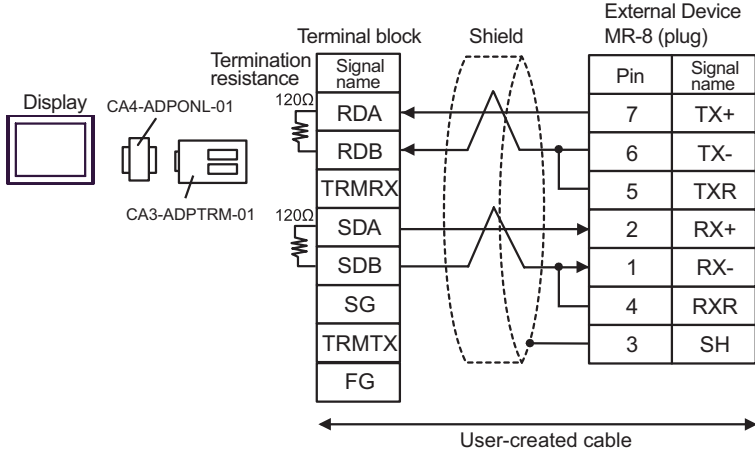 External Device
MR-8 (plug)
Terminal block
Shield
Termination
resistance
Signal
name
Pin
Signal
name
Display
CA4-ADPONL-01
CA3-ADPTRM-01
120Ω
RDA
7
TX+
RDB
6
TX-
TRMRX
5
TXR
120Ω
SDA
2
RX+
SDB
1
RX-
SG
4
RXR
TRMTX
3
SH
FG
User-created cable